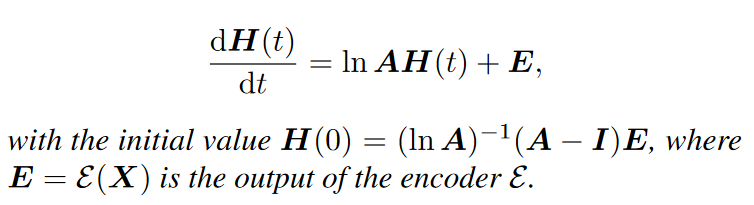 dH(t)/dt = ln AH(t) + E,
with the initial value H(0) = (ln A)⁻¹(A − I)E, where
E = ℰ(X) is the output of the encoder ℰ.